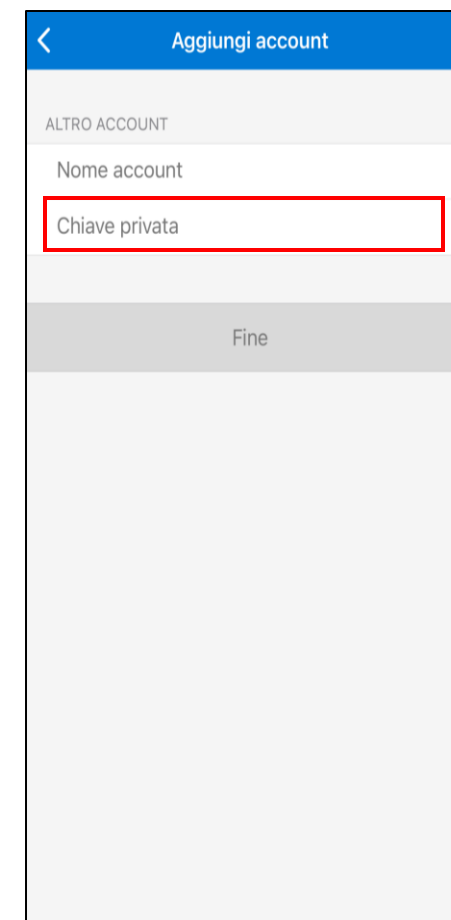 Aggiungi account
ALTRO ACCOUNT
Nome account
Chiave privata
Fine